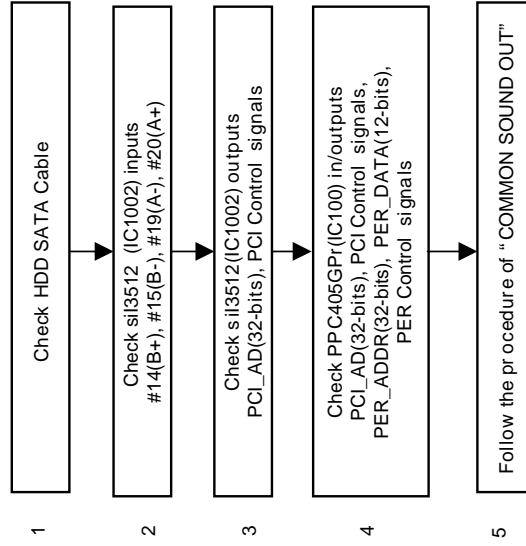 1
Check HDD SATA Cable
2
Check siI3512 (IC1002) inputs
#14(B+), #15(B-), #19(A-), #20(A+)
3
Check siI3512(IC1002) outputs
PCI_AD(32-bits), PCI Control signals
4
Check PPC405GPr(IC100) in/outputs
PCI_AD(32-bits), PCI Control signals,
PER_ADDR(32-bits), PER_DATA(12-bits),
PER Control signals
5
Follow the procedure of “ COMMON SOUND OUT”